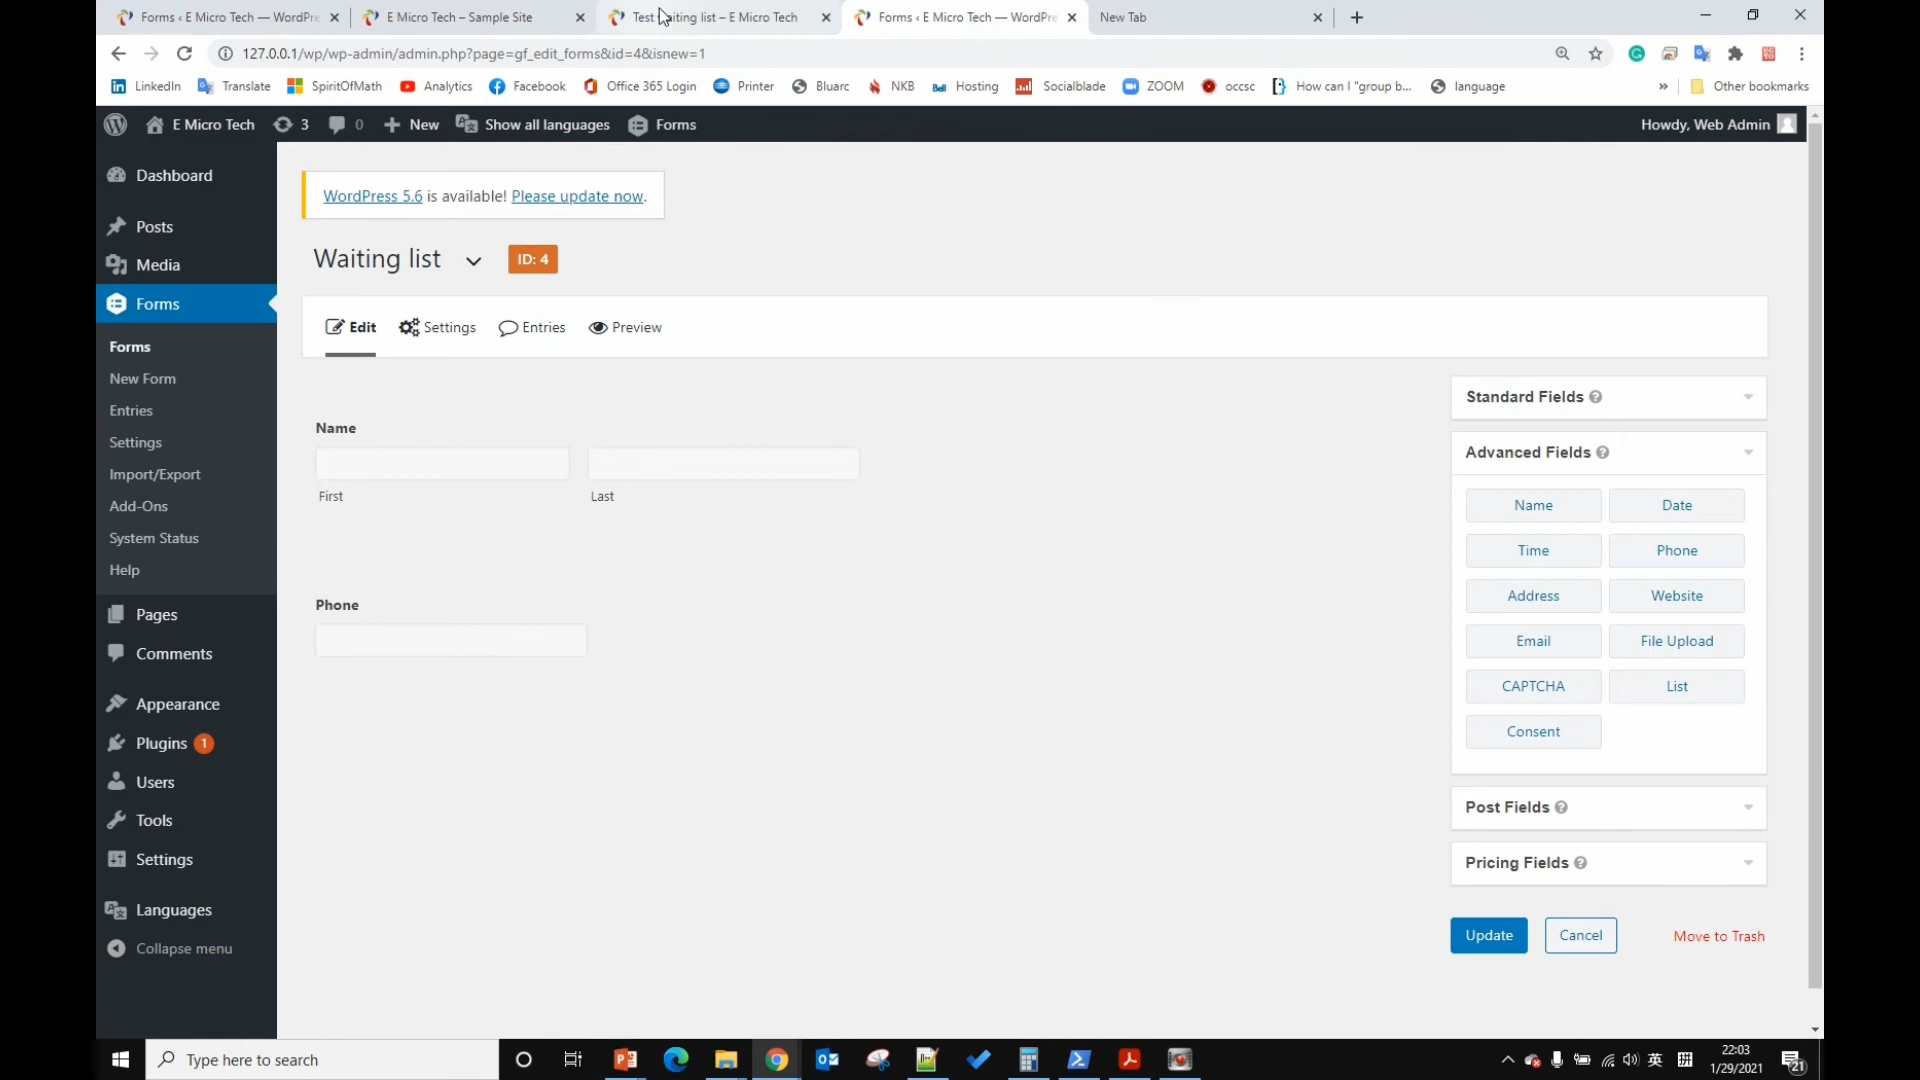 Forms ‹ E Micro Tech — WordPre
E Micro Tech – Sample Site
Test waiting list – E Micro Tech
Forms ‹ E Micro Tech — WordPre
New Tab
127.0.0.1/wp/wp-admin/admin.php?page=gf_edit_forms&id=4&isnew=1
LinkedIn
Translate
SpiritOfMath
Analytics
Facebook
Office 365 Login
Printer
Bluarc
NKB
Hosting
Socialblade
ZOOM
occsc
How can I "group b...
language
»
Other bookmarks
E Micro Tech
3
0
New
Show all languages
Forms
Howdy, Web Admin
Dashboard
Posts
Media
Forms
Forms
New Form
Entries
Settings
Import/Export
Add-Ons
System Status
Help
Pages
Comments
Appearance
Plugins 1
Users
Tools
Settings
Languages
Collapse menu
WordPress 5.6 is available! Please update now.
Waiting list
ID: 4
Edit
Settings
Entries
Preview
Name
First
Last
Phone
Standard Fields
Advanced Fields
Name
Date
Time
Phone
Address
Website
Email
File Upload
CAPTCHA
List
Consent
Post Fields
Pricing Fields
Update
Cancel
Move to Trash
Type here to search
英
22:03
1/29/2021
21